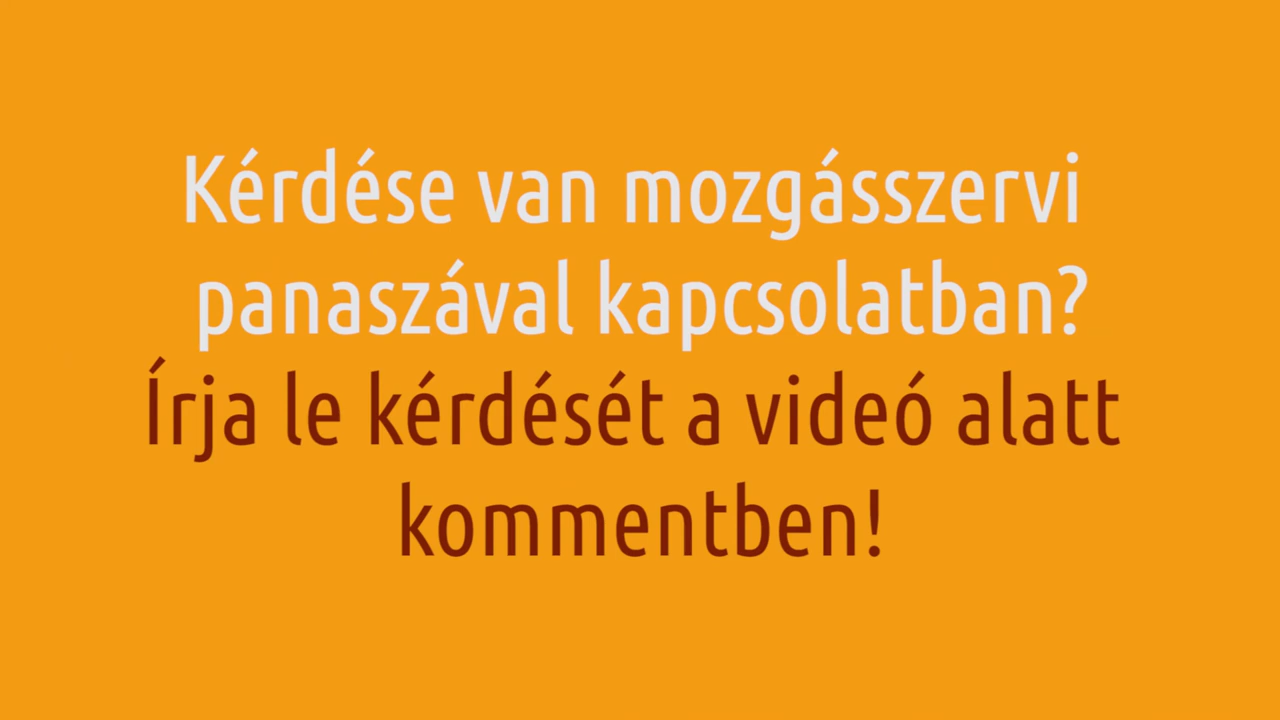 Kérdése van mozgásszervi
panaszával kapcsolatban?
Írja le kérdését a videó alatt
kommentben!